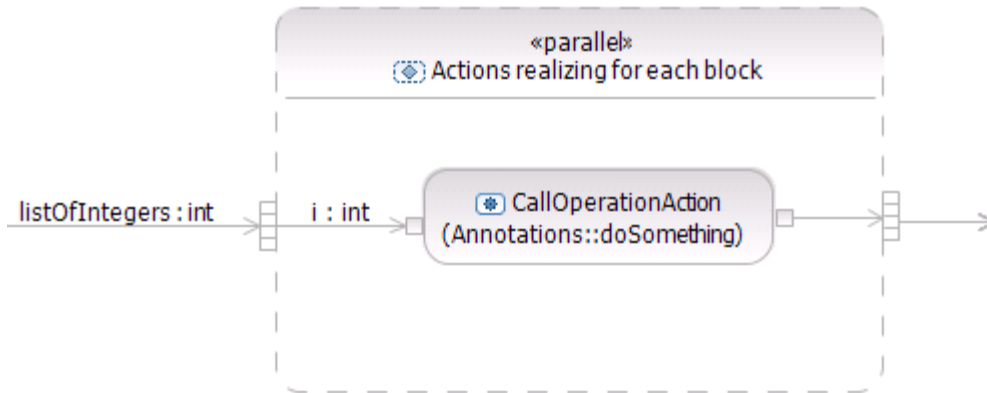 «parallel»
Actions realizing for each block
listOfIntegers : int
i : int
CallOperationAction
(Annotations::doSomething)